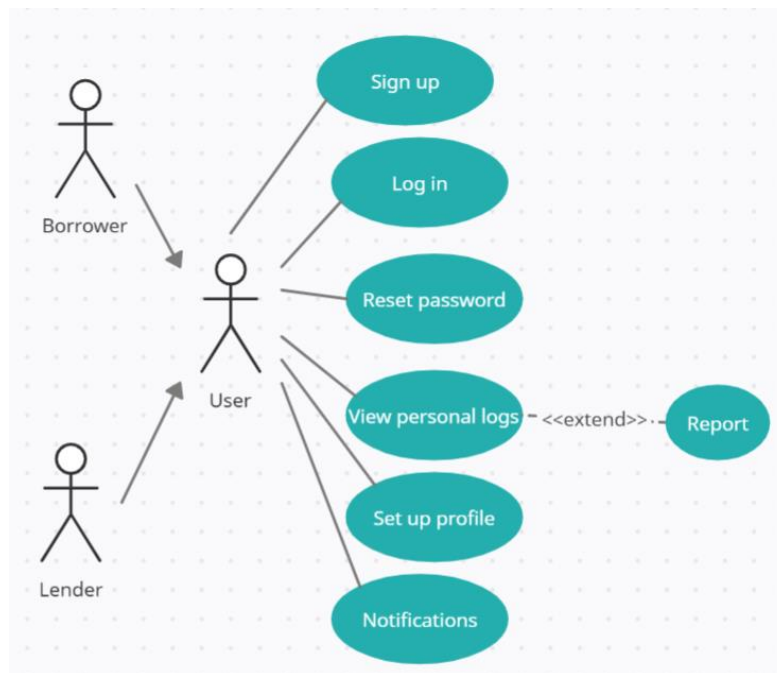 Sign up
Borrower
Log in
Reset password
User
View personal logs
<<extend>>
Report
Set up profile
Lender
Notifications